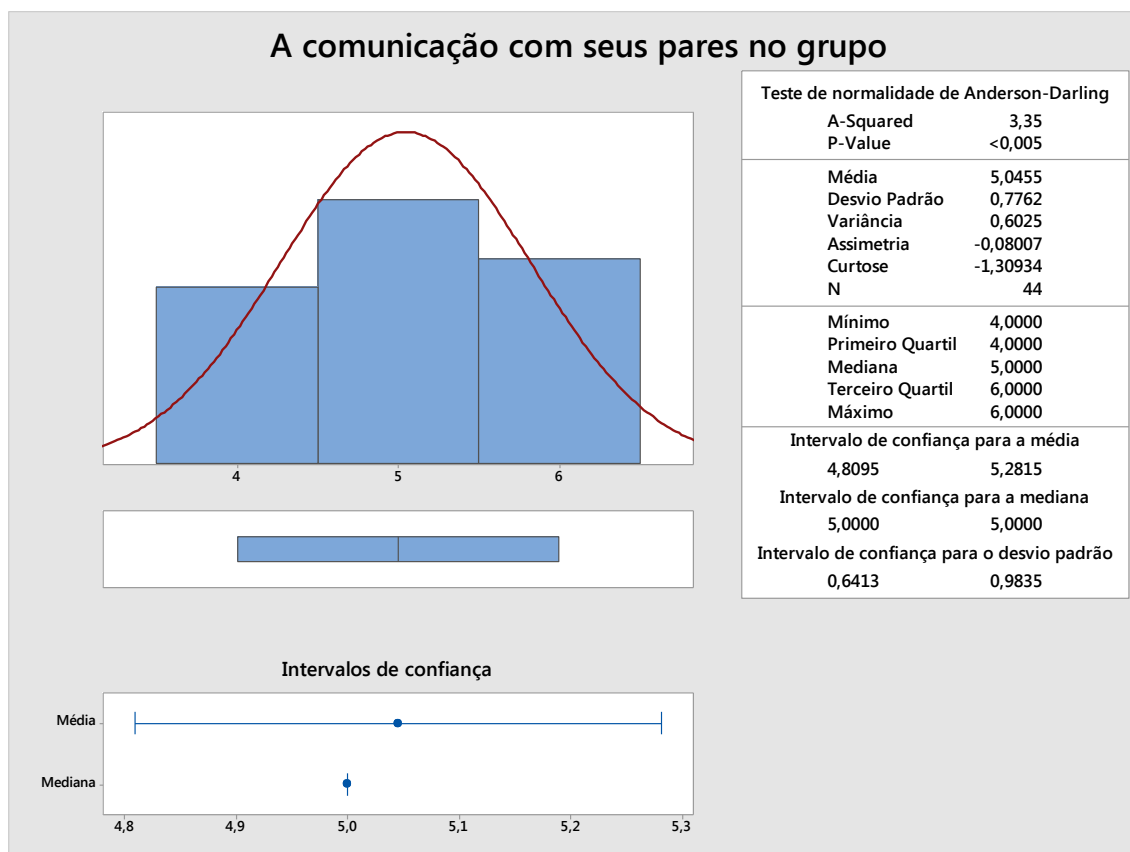 A comunicação com seus pares no grupo
4 5 6
Intervalos de confiança
Média
Mediana
4,8 4,9 5,0 5,1 5,2 5,3
Teste de normalidade de Anderson-Darling
A-Squared 3,35
P-Value <0,005
Média 5,0455
Desvio Padrão 0,7762
Variância 0,6025
Assimetria -0,08007
Curtose -1,30934
N 44
Mínimo 4,0000
Primeiro Quartil 4,0000
Mediana 5,0000
Terceiro Quartil 6,0000
Máximo 6,0000
Intervalo de confiança para a média
4,8095 5,2815
Intervalo de confiança para a mediana
5,0000 5,0000
Intervalo de confiança para o desvio padrão
0,6413 0,9835